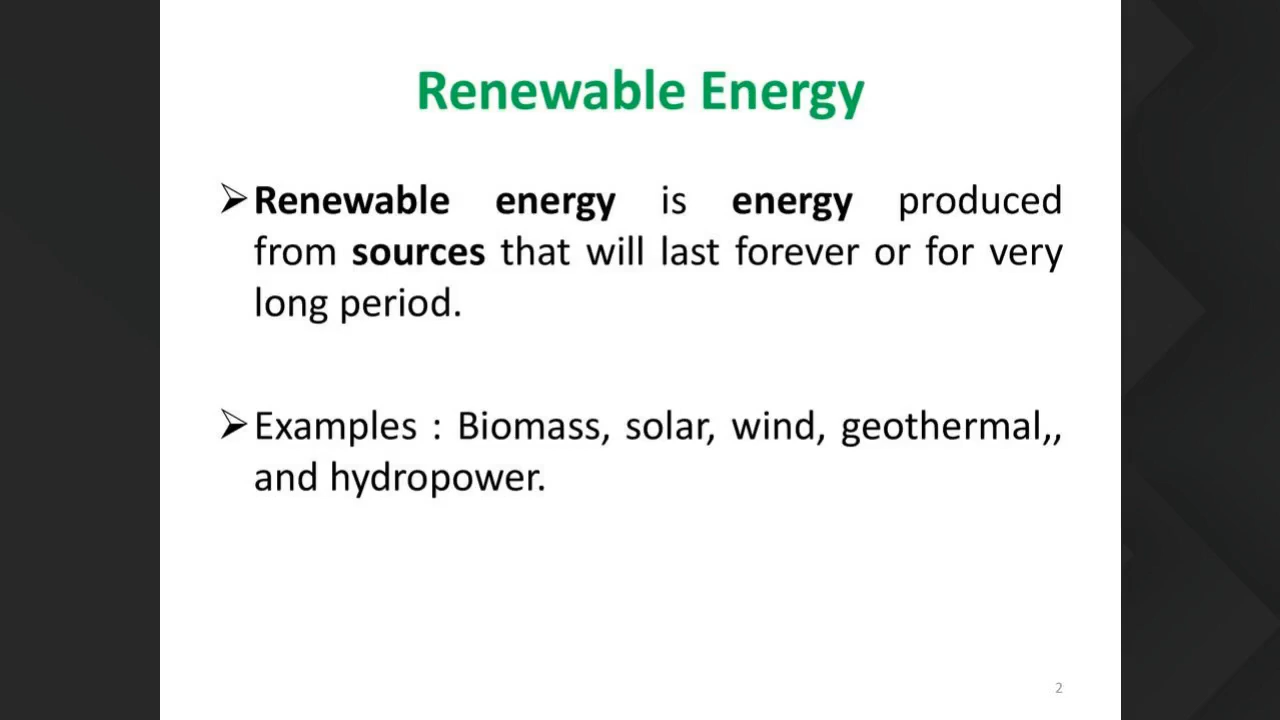 Renewable Energy
➢Renewable energy is energy produced
from sources that will last forever or for very
long period.
➢Examples : Biomass, solar, wind, geothermal,,
and hydropower.
2